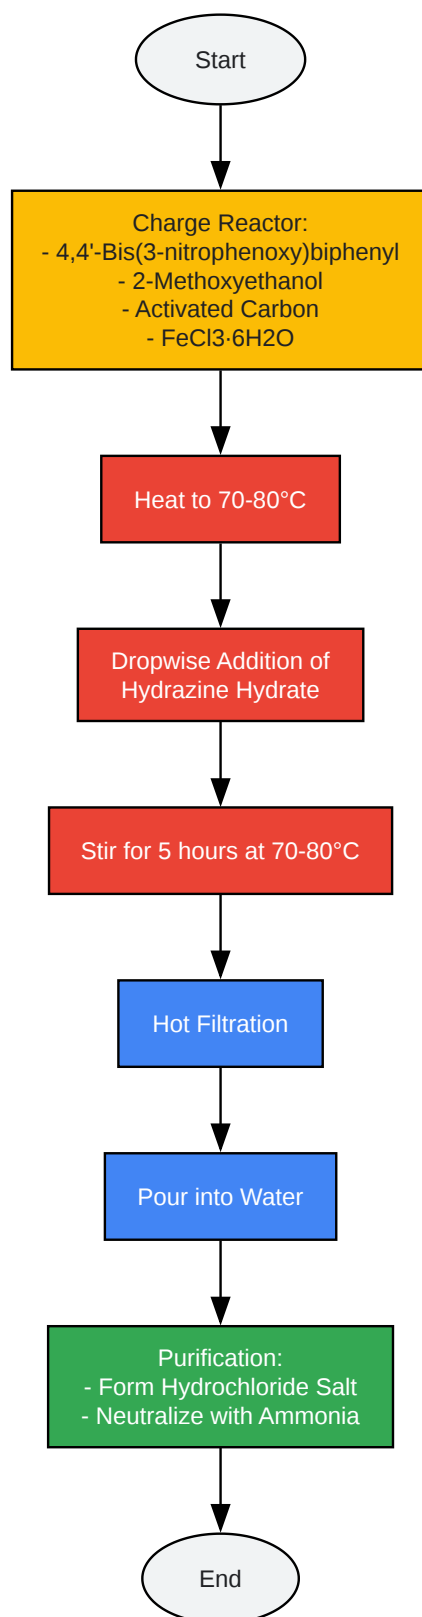 Start
Charge Reactor:
- 4,4'-Bis(3-nitrophenoxy)biphenyl
- 2-Methoxyethanol
- Activated Carbon
- FeCl3·6H2O
Heat to 70-80°C
Dropwise Addition of
Hydrazine Hydrate
Stir for 5 hours at 70-80°C
Hot Filtration
Pour into Water
Purification:
- Form Hydrochloride Salt
- Neutralize with Ammonia
End